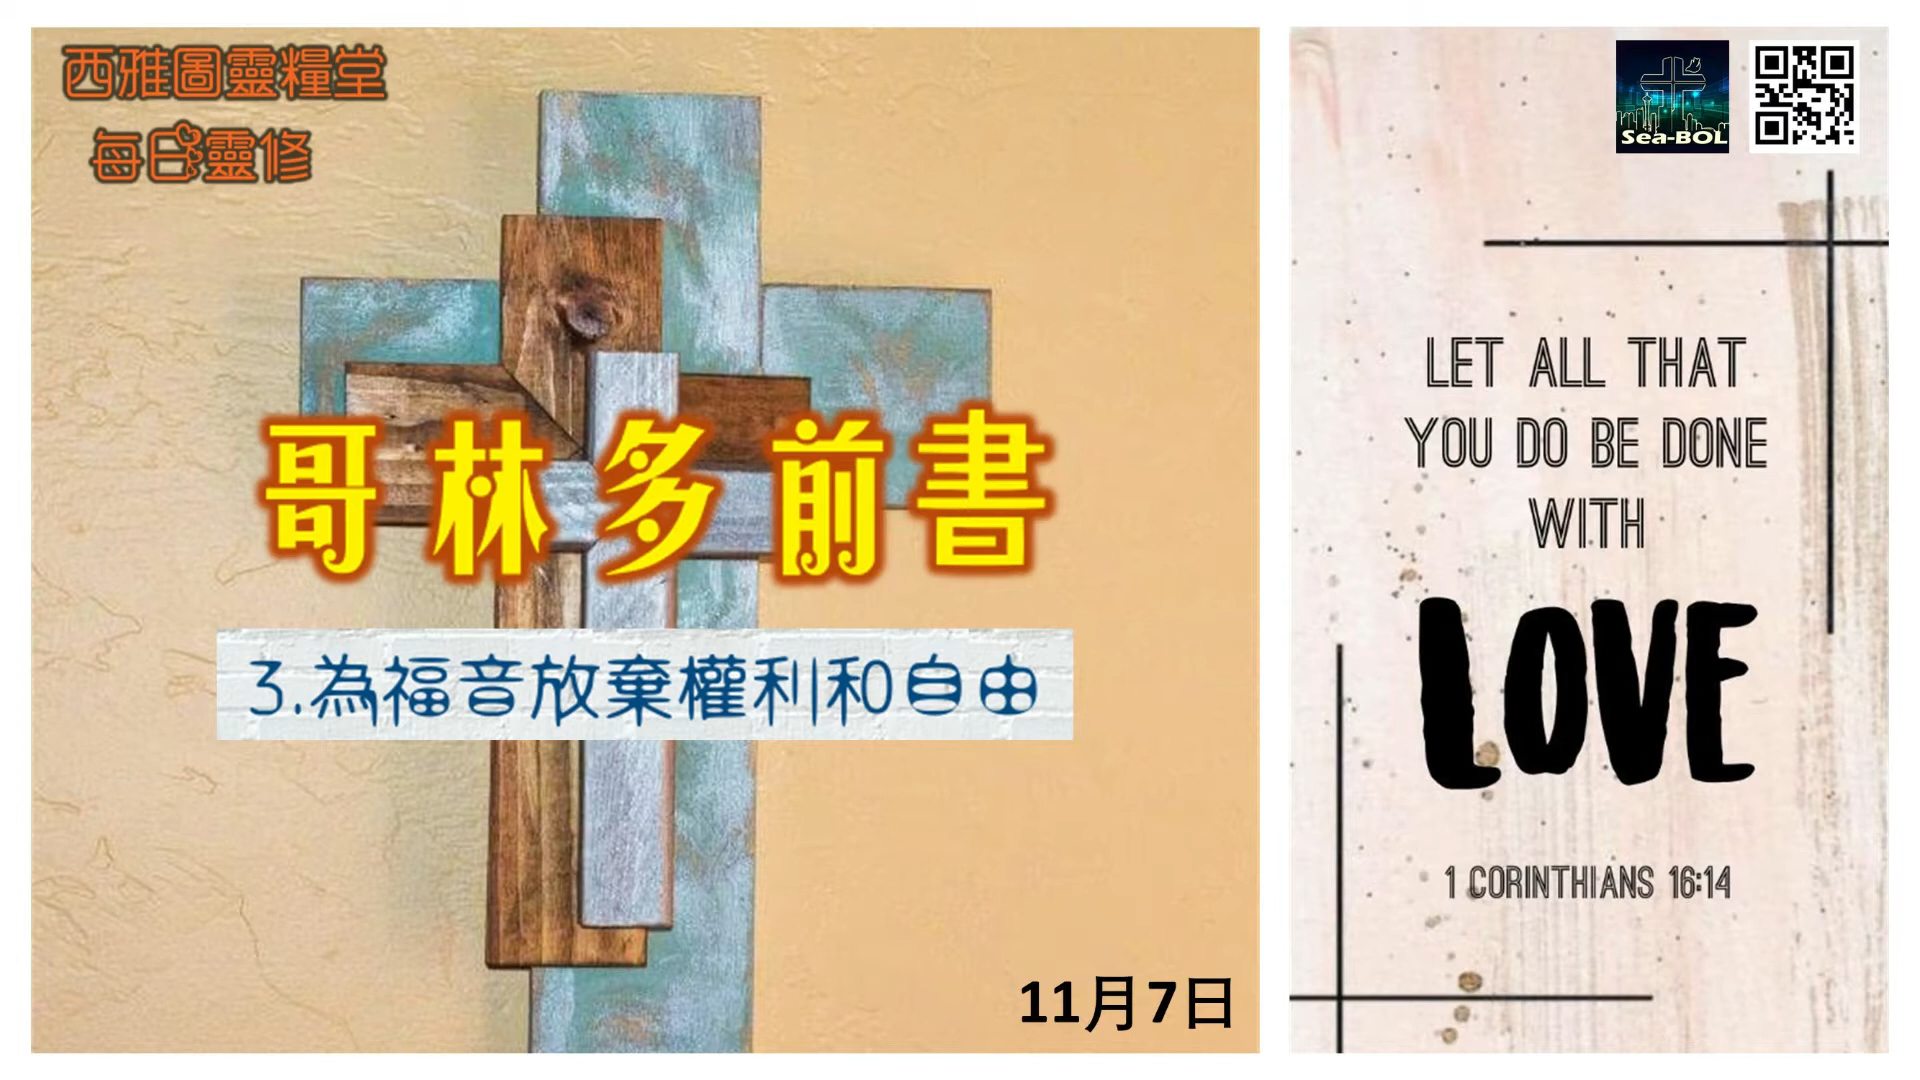 西雅圖靈糧堂
每日靈修
哥林多前書
3.為福音放棄權利和自由
11月7日
Sea-BOL
LET ALL THAT
YOU DO BE DONE
WITH
LOVE
1 CORINTHIANS 16:14